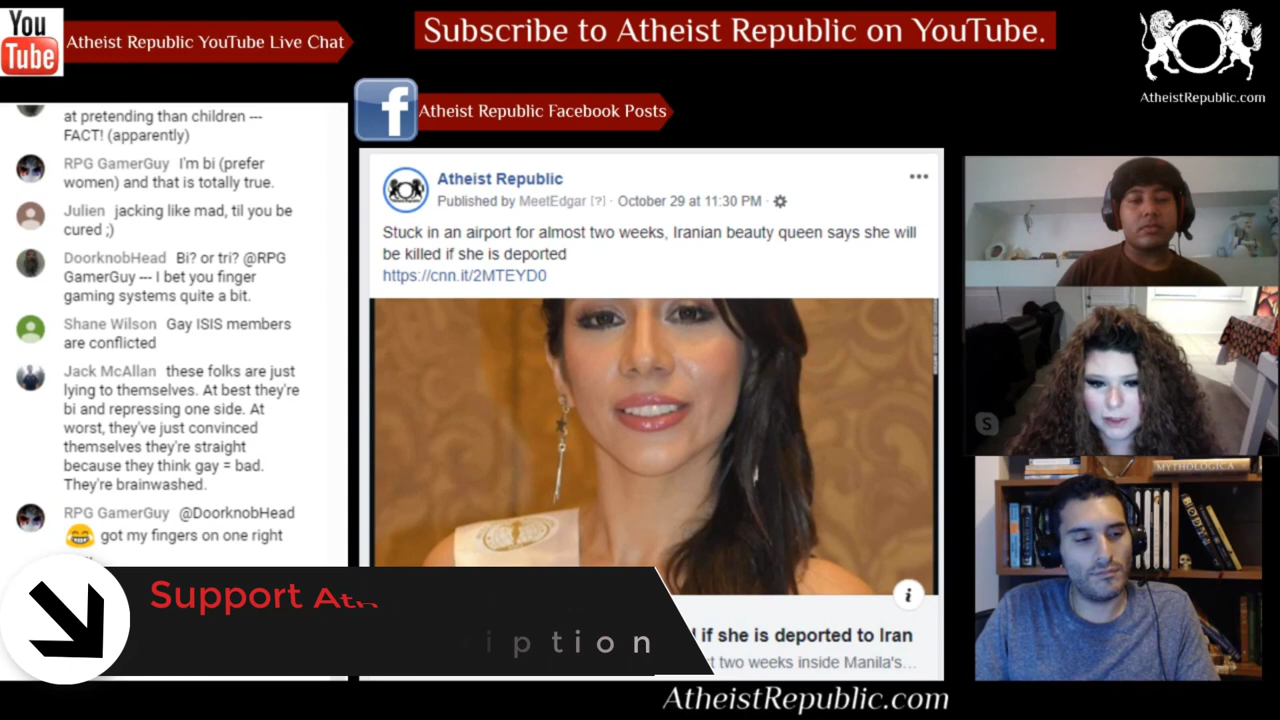 You
Tube
Atheist Republic YouTube Live Chat
Subscribe to Atheist Republic on YouTube.
AtheistRepublic.com
f
Atheist Republic Facebook Posts
at pretending than children ---
FACT! (apparently)
RPG GamerGuy I'm bi (prefer
women) and that is totally true.
Julien jacking like mad, til you be
cured ;)
DoorknobHead Bi? or tri? @RPG
GamerGuy --- I bet you finger
gaming systems quite a bit.
Shane Wilson Gay ISIS members
are conflicted
Jack McAllan these folks are just
lying to themselves. At best they're
bi and repressing one side. At
worst, they've just convinced
themselves they're straight
because they think gay = bad.
They're brainwashed.
RPG GamerGuy @DoorknobHead
😂 got my fingers on one right
Atheist Republic
Published by MeetEdgar [?] · October 29 at 11:30 PM ·
Stuck in an airport for almost two weeks, Iranian beauty queen says she will
be killed if she is deported
https://cnn.it/2MTEYD0
i
if she is deported to Iran
two weeks inside Manila's...
Support
iption
S
MYTHOLOGICA
AtheistRepublic.com